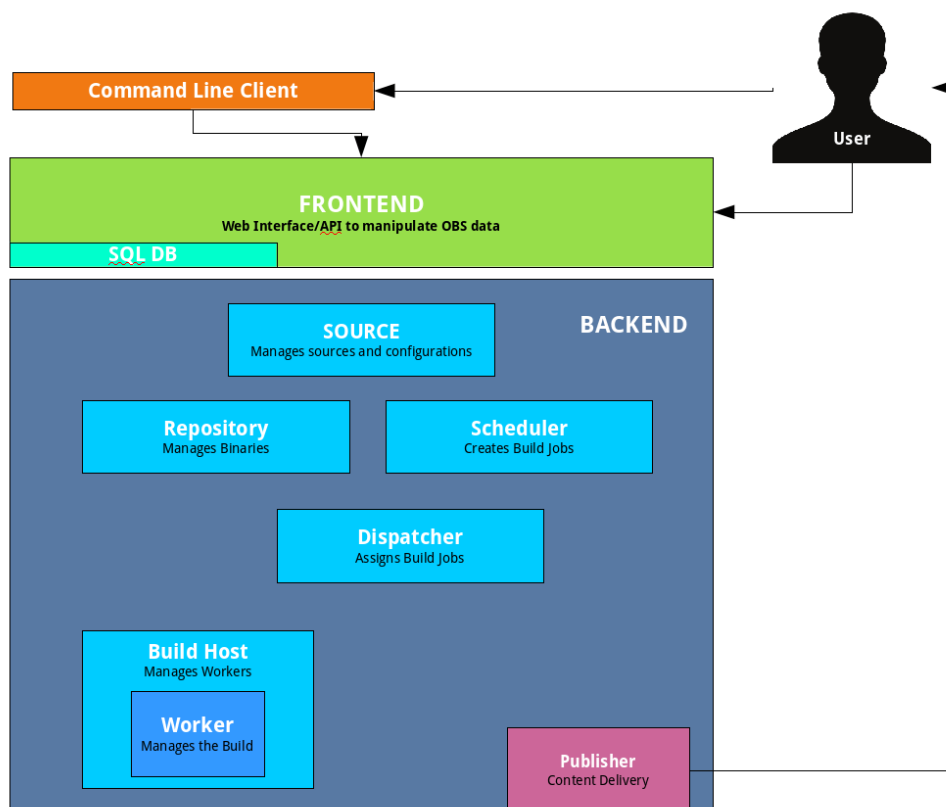 Command Line Client
User
FRONTEND
Web Interface/API to manipulate OBS data
SQL DB
BACKEND
SOURCE
Manages sources and configurations
Repository
Manages Binaries
Scheduler
Creates Build Jobs
Dispatcher
Assigns Build Jobs
Build Host
Manages Workers
Worker
Manages the Build
Publisher
Content Delivery